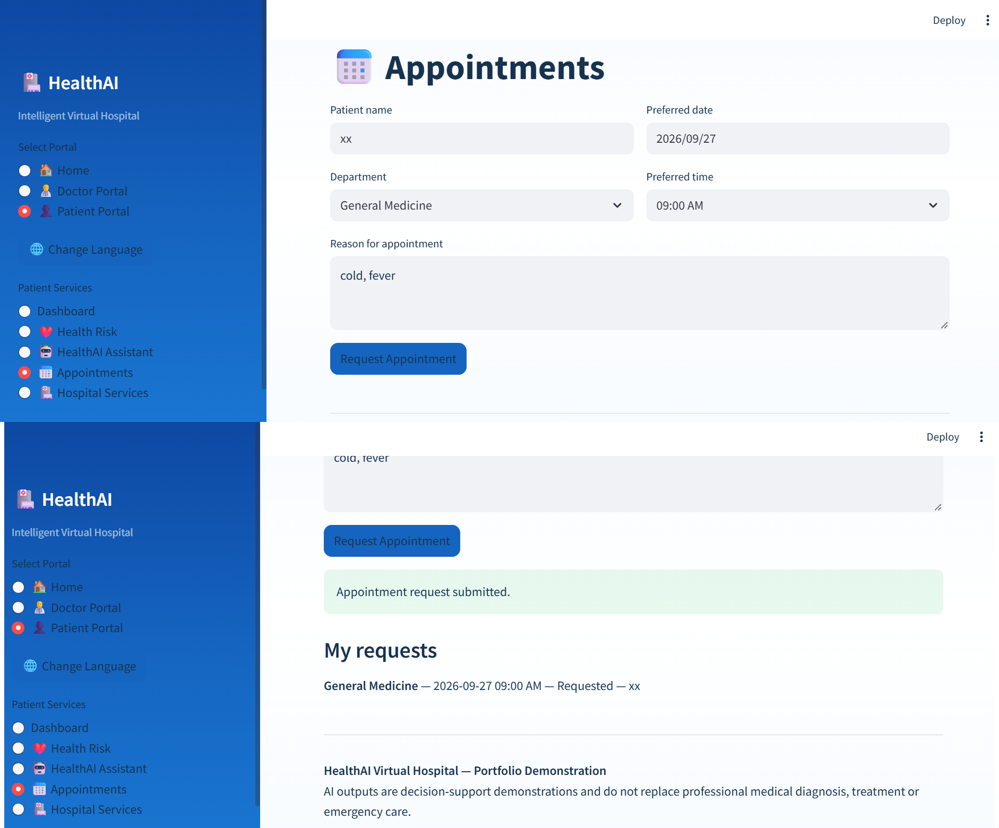 Deploy
HealthAI
Intelligent Virtual Hospital
Select Portal
Home
Doctor Portal
Patient Portal
Change Language
Patient Services
Dashboard
Health Risk
HealthAI Assistant
Appointments
Hospital Services
Appointments
Patient name
xx
Preferred date
2026/09/27
Department
General Medicine
Preferred time
09:00 AM
Reason for appointment
cold, fever
Request Appointment
Deploy
HealthAI
Intelligent Virtual Hospital
Select Portal
Home
Doctor Portal
Patient Portal
Change Language
Patient Services
Dashboard
Health Risk
HealthAI Assistant
Appointments
Hospital Services
cold, fever
Request Appointment
Appointment request submitted.
My requests
General Medicine — 2026-09-27 09:00 AM — Requested — xx
HealthAI Virtual Hospital — Portfolio Demonstration
AI outputs are decision-support demonstrations and do not replace professional medical diagnosis, treatment or
emergency care.